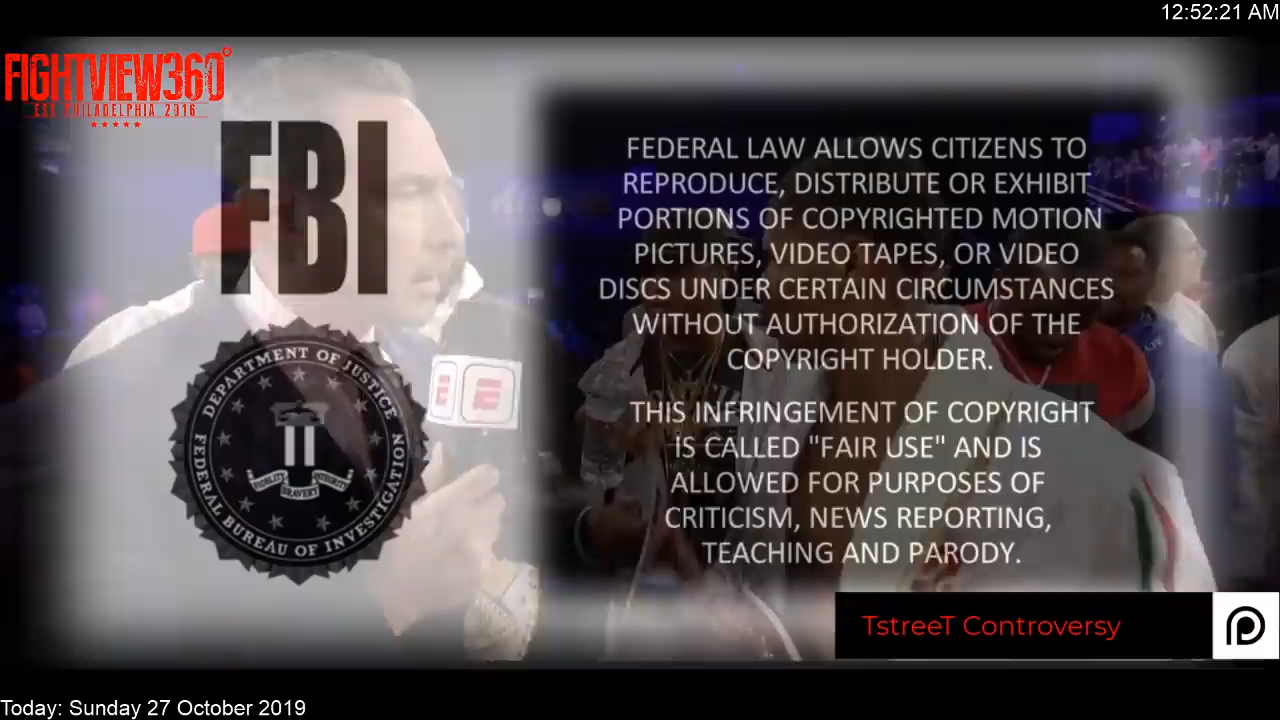 12:52:21 AM
FIGHTVIEW360°
EST PHILADELPHIA 2016
FBI
DEPARTMENT OF JUSTICE
FEDERAL BUREAU OF INVESTIGATION
FIDELITY
BRAVERY
INTEGRITY
FEDERAL LAW ALLOWS CITIZENS TO
REPRODUCE, DISTRIBUTE OR EXHIBIT
PORTIONS OF COPYRIGHTED MOTION
PICTURES, VIDEO TAPES, OR VIDEO
DISCS UNDER CERTAIN CIRCUMSTANCES
WITHOUT AUTHORIZATION OF THE
COPYRIGHT HOLDER.
THIS INFRINGEMENT OF COPYRIGHT
IS CALLED "FAIR USE" AND IS
ALLOWED FOR PURPOSES OF
CRITICISM, NEWS REPORTING,
TEACHING AND PARODY.
TstreeT Controversy
Today: Sunday 27 October 2019